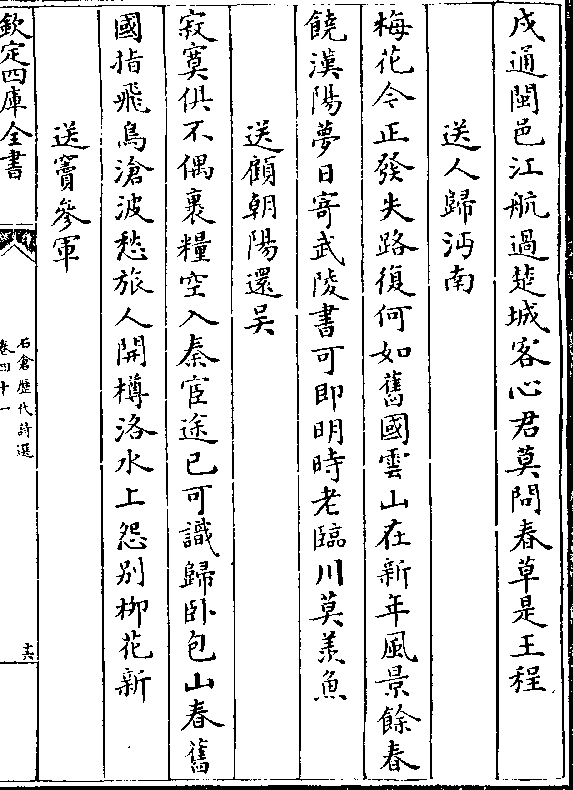 戍通閩邑江航過楚城客心君莫問春草是王程
送人歸沔南
梅花今正發失路復何如舊國雲山在新年風景餘春
饒漢陽夢日寄武陵書可即明時老臨川莫羨魚
送顧朝陽還吳
寂寞俱不偶裹糧空入秦宦途已可識歸卧包山春舊
國指飛鳥滄波愁旅人開樽洛水上怨別柳花新
送竇參軍
欽定四庫全書
石倉歷代詩選
卷四十一
十六